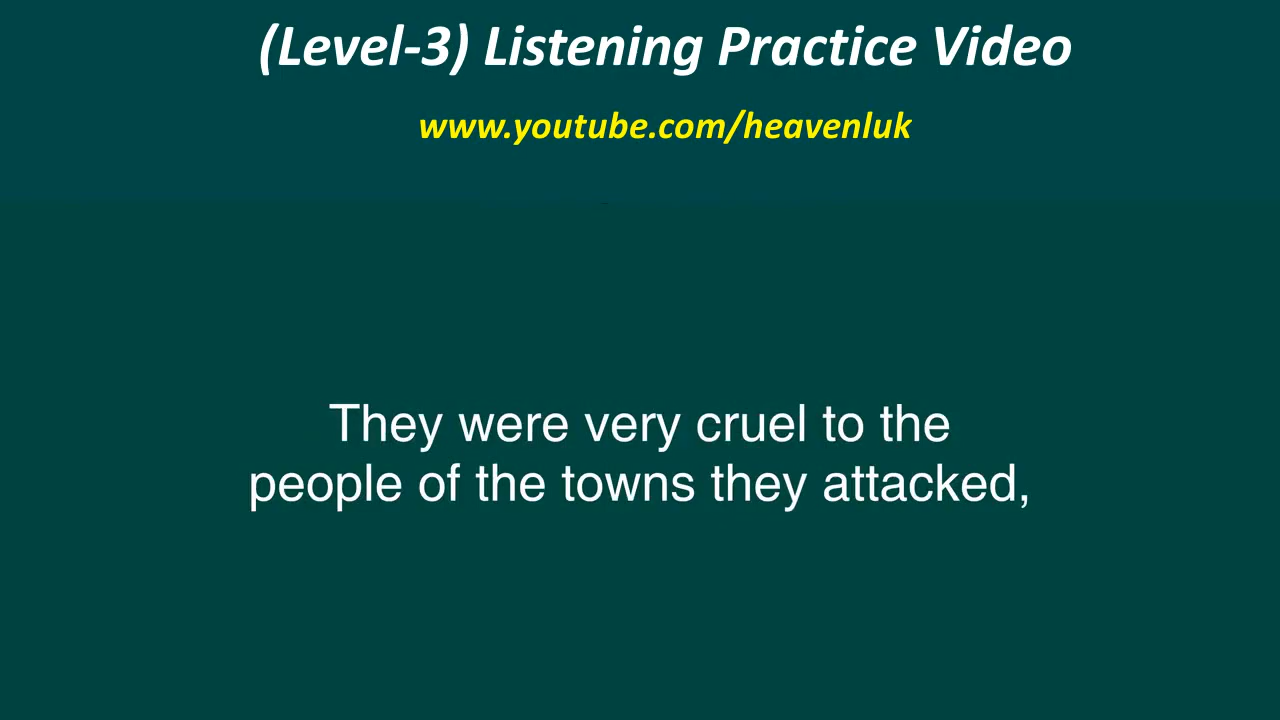 (Level-3) Listening Practice Video
www.youtube.com/heavenluk
They were very cruel to the
people of the towns they attacked,